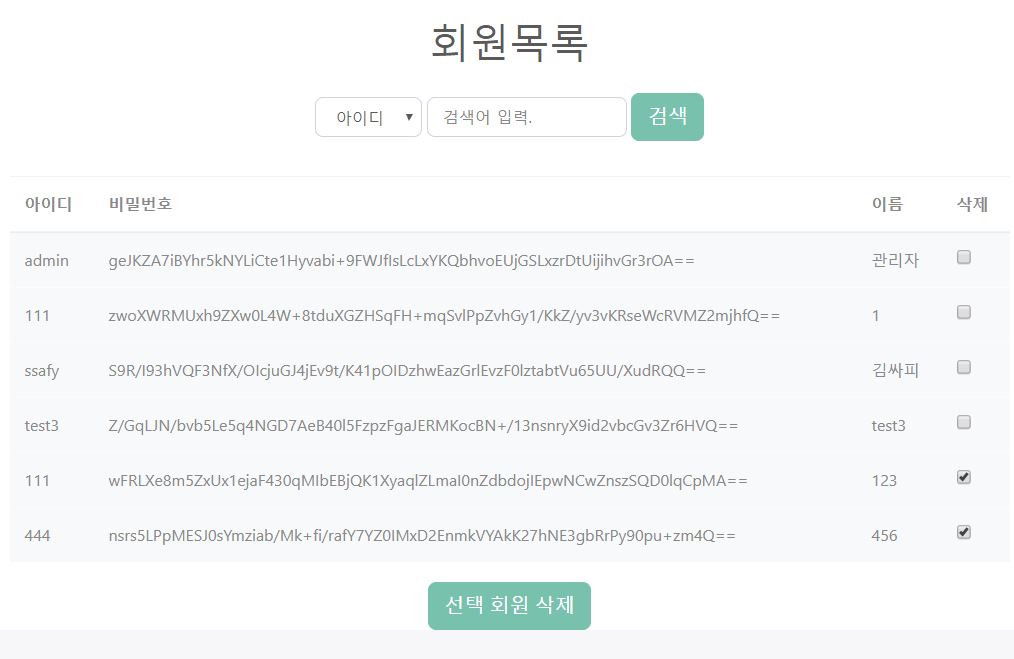 회원목록
아이디 검색어 입력. 검색
아이디 비밀번호 이름 삭제
admin geJKZA7iBYhr5kNYLiCte1Hyvabi+9FWJfIsLcLxYKQbhvoEUjGSLxzrDtUijihvGr3rOA== 관리자
111 zwoXWRMUxh9ZXw0L4W+8tduXGZHSqFH+mqSvlPpZvhGy1/KkZ/yv3vKRseWcRVMZ2mjhfQ== 1
ssafy S9R/I93hVQF3NfX/OIcjuGJ4jEv9t/K41pOIDzhwEazGrlEvzF0lztabtVu65UU/XudRQQ== 김싸피
test3 Z/GqLJN/bvb5Le5q4NGD7AeB40l5FzpzFgaJERMKocBN+/13nsnryX9id2vbcGv3Zr6HVQ== test3
111 wFRLXe8m5ZxUx1ejaF430qMIbEBjQK1XyaqlZLmaI0nZdbdojIEpwNCwZnszSQD0lqCpMA== 123
444 nsrs5LPpMESJ0sYmziab/Mk+fi/rafY7YZ0IMxD2EnmkVYAkK27hNE3gbRrPy90pu+zm4Q== 456
선택 회원 삭제